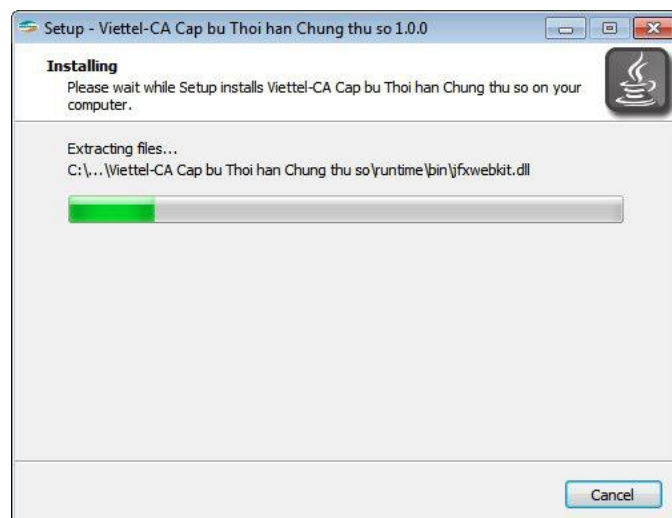 Setup - Viettel-CA Cap bu Thoi han Chung thu so 1.0.0
Installing
Please wait while Setup installs Viettel-CA Cap bu Thoi han Chung thu so on your
computer.
Extracting files...
C:\...\Viettel-CA Cap bu Thoi han Chung thu so\runtime\bin\jfxwebkit.dll
Cancel